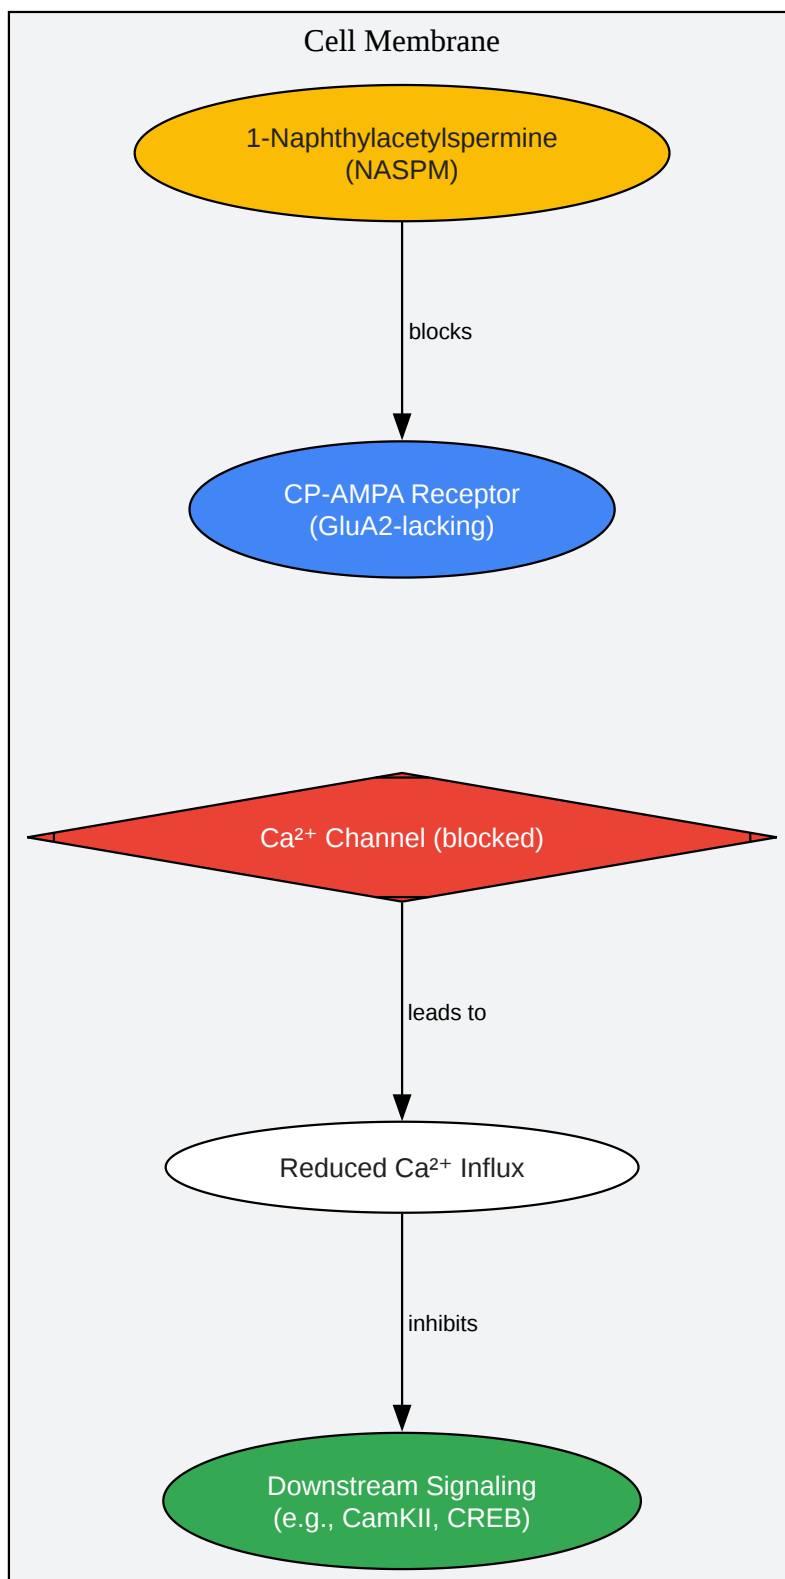 Cell Membrane
1-Naphthylacetylspermine
(NASPM)
blocks
CP-AMPA Receptor
(GluA2-lacking)
Ca²⁺ Channel (blocked)
leads to
Reduced Ca²⁺ Influx
inhibits
Downstream Signaling
(e.g., CamKII, CREB)